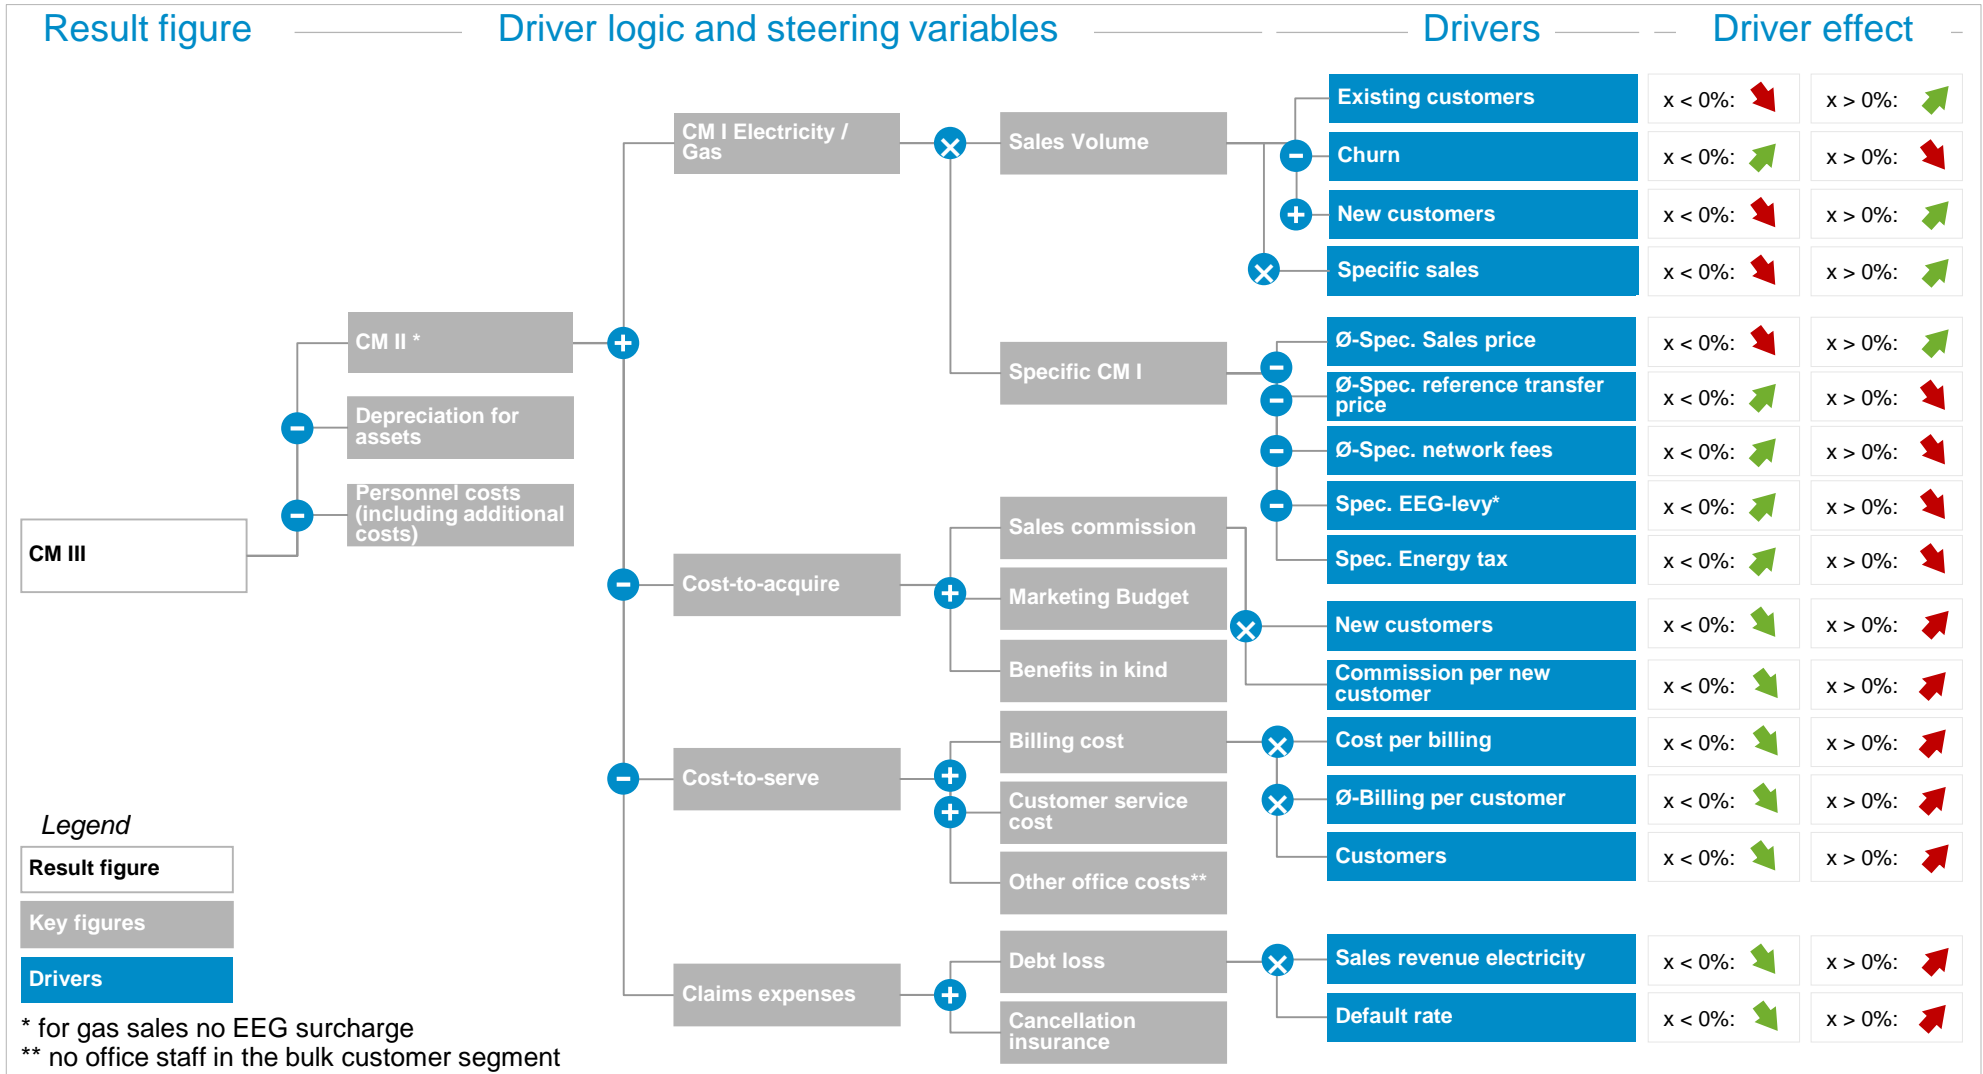 Result figure
Driver logic and steering variables
Drivers
Driver effect
Existing customers
x < 0%:
x > 0%:
CM I Electricity /
Gas
Sales Volume
Churn
x < 0%:
x > 0%:
New customers
x < 0%:
x > 0%:
Specific sales
x < 0%:
x > 0%:
CM II *
Specific CM I
Ø-Spec. Sales price
x < 0%:
x > 0%:
Ø-Spec. reference transfer
price
x < 0%:
x > 0%:
Depreciation for
assets
Ø-Spec. network fees
x < 0%:
x > 0%:
Personnel costs
(including additional
costs)
Spec. EEG-levy*
x < 0%:
x > 0%:
CM III
Sales commission
Spec. Energy tax
x < 0%:
x > 0%:
Cost-to-acquire
Marketing Budget
New customers
x < 0%:
x > 0%:
Benefits in kind
Commission per new
customer
x < 0%:
x > 0%:
Billing cost
Cost per billing
x < 0%:
x > 0%:
Cost-to-serve
Customer service
cost
Ø-Billing per customer
x < 0%:
x > 0%:
Other office costs**
Customers
x < 0%:
x > 0%:
Debt loss
Sales revenue electricity
x < 0%:
x > 0%:
Claims expenses
Cancellation
insurance
Default rate
x < 0%:
x > 0%:
Legend
Result figure
Key figures
Drivers
* for gas sales no EEG surcharge
** no office staff in the bulk customer segment